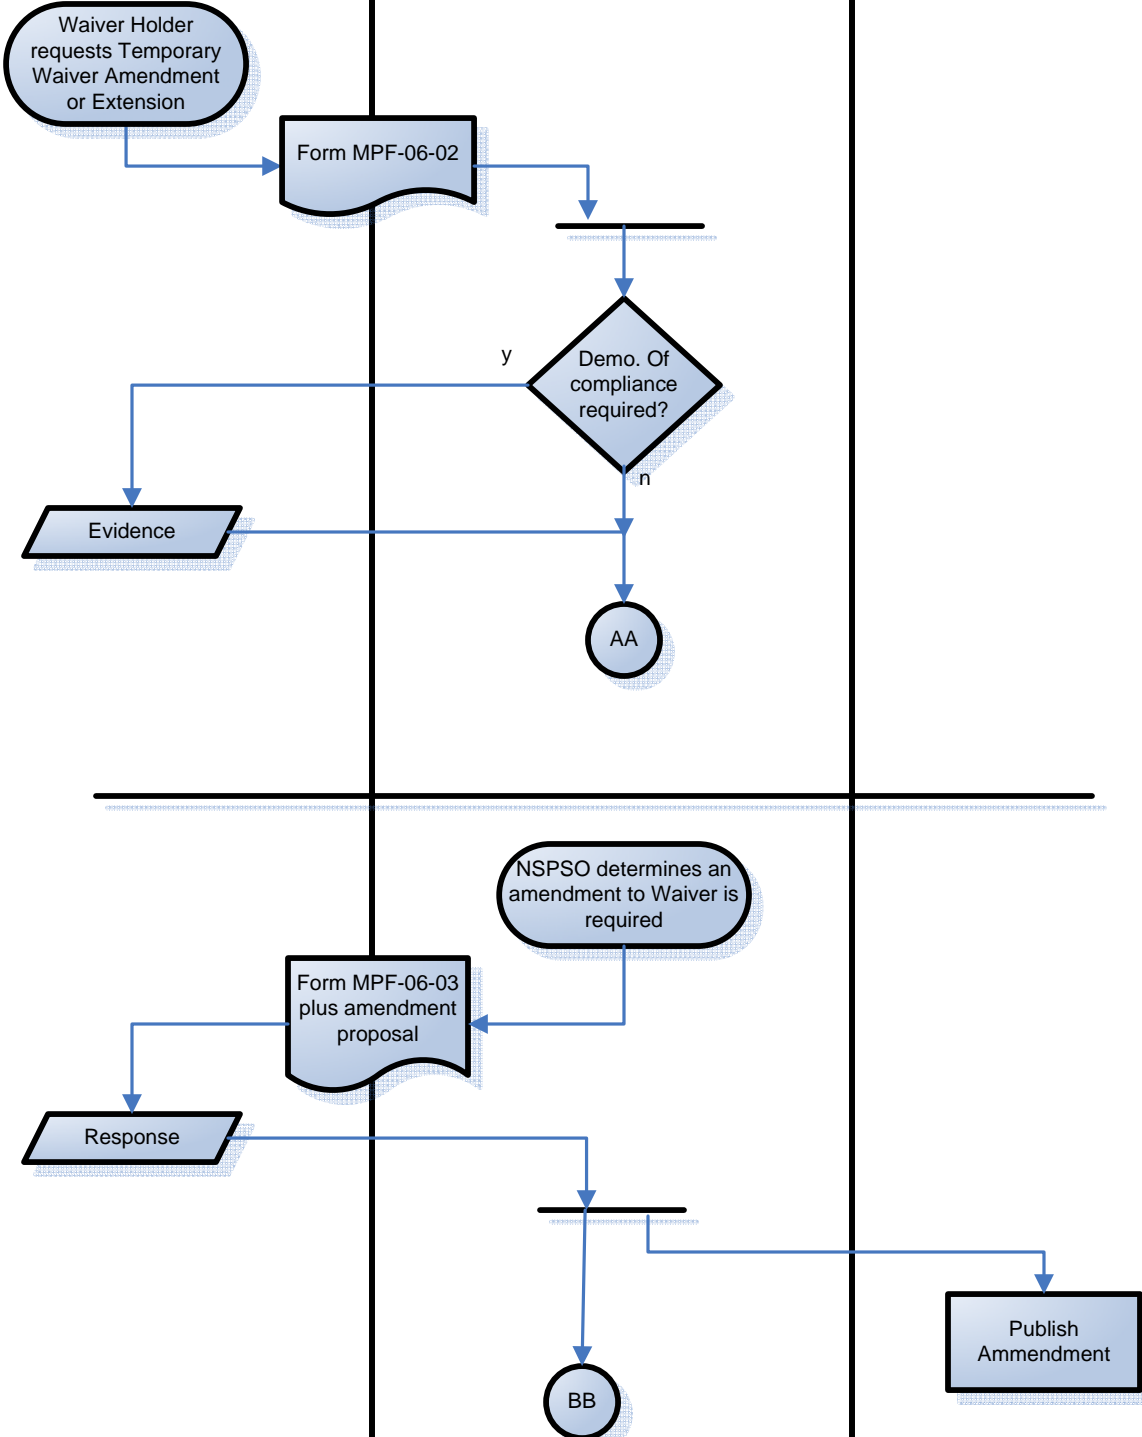 Waiver Holder
requests Temporary
Waiver Amendment
or Extension
Form MPF-06-02
y
Demo. Of
compliance
required?
n
Evidence
AA
NSPSO determines an
amendment to Waiver is
required
Form MPF-06-03
plus amendment
proposal
Response
Publish
Ammendment
BB